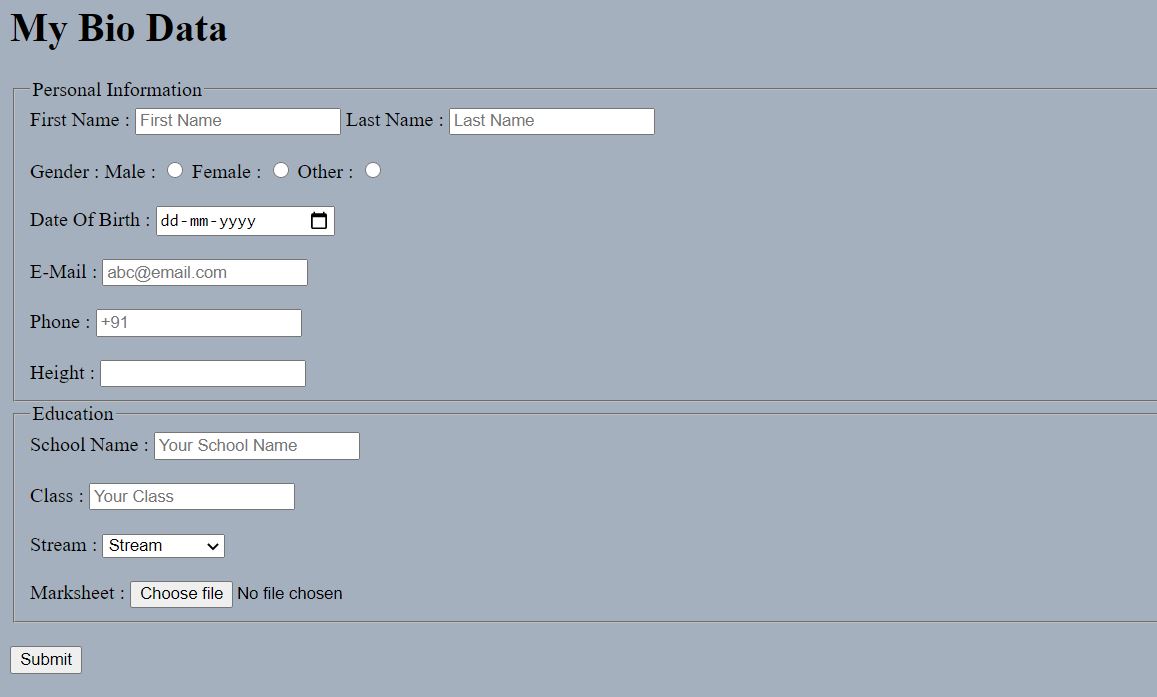 My Bio Data
Personal Information
First Name : First Name Last Name : Last Name
Gender : Male : Female : Other :
Date Of Birth : dd-mm-yyyy
E-Mail : abc@email.com
Phone : +91
Height :
Education
School Name : Your School Name
Class : Your Class
Stream : Stream
Marksheet : Choose file No file chosen
Submit